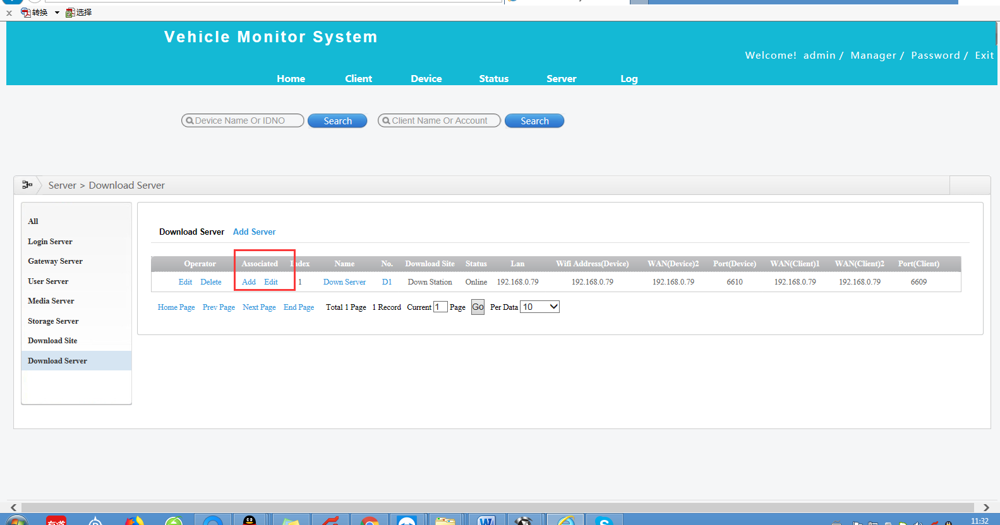 x 转换 选择
Vehicle Monitor System
Welcome! admin / Manager / Password / Exit
Home Client Device Status Server Log
Device Name Or IDNO Search Client Name Or Account Search
Server > Download Server
All
Login Server
Gateway Server
User Server
Media Server
Storage Server
Download Site
Download Server
Download Server Add Server
Operator Associated Index Name No. Download Site Status Lan Wifi Address(Device) WAN(Device)2 Port(Device) WAN(Client)1 WAN(Client)2 Port(Client)
Edit Delete Add Edit 1 Down Server D1 Down Station Online 192.168.0.79 192.168.0.79 192.168.0.79 6610 192.168.0.79 192.168.0.79 6609
Home Page Prev Page Next Page End Page Total 1 Page 1 Record Current 1 Page Go Per Data 10
有道
11:32